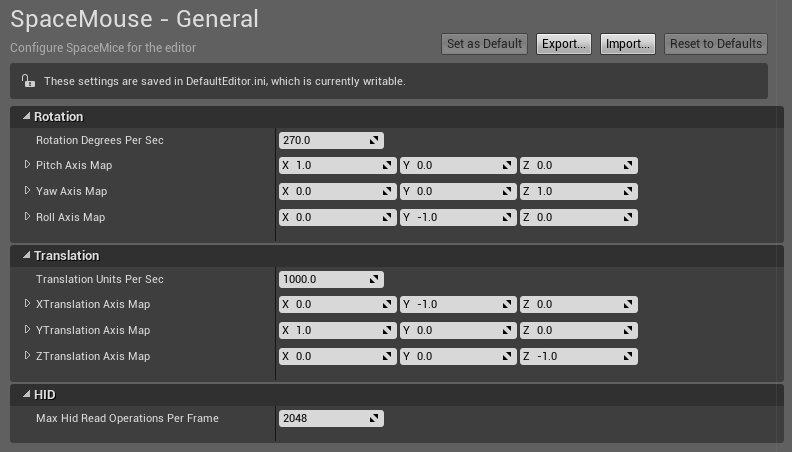 SpaceMouse - General
Configure SpaceMice for the editor
Set as Default Export... Import... Reset to Defaults
These settings are saved in DefaultEditor.ini, which is currently writable.
Rotation
Rotation Degrees Per Sec 270.0
Pitch Axis Map X 1.0 Y 0.0 Z 0.0
Yaw Axis Map X 0.0 Y 0.0 Z 1.0
Roll Axis Map X 0.0 Y -1.0 Z 0.0
Translation
Translation Units Per Sec 1000.0
XTranslation Axis Map X 0.0 Y -1.0 Z 0.0
YTranslation Axis Map X 1.0 Y 0.0 Z 0.0
ZTranslation Axis Map X 0.0 Y 0.0 Z -1.0
HID
Max Hid Read Operations Per Frame 2048